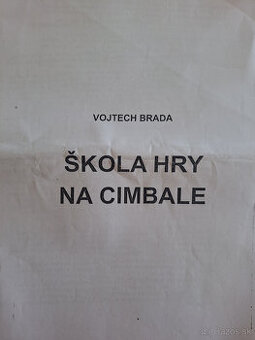 VOJTECH BRADA
ŠKOLA HRY
NA CIMBALE